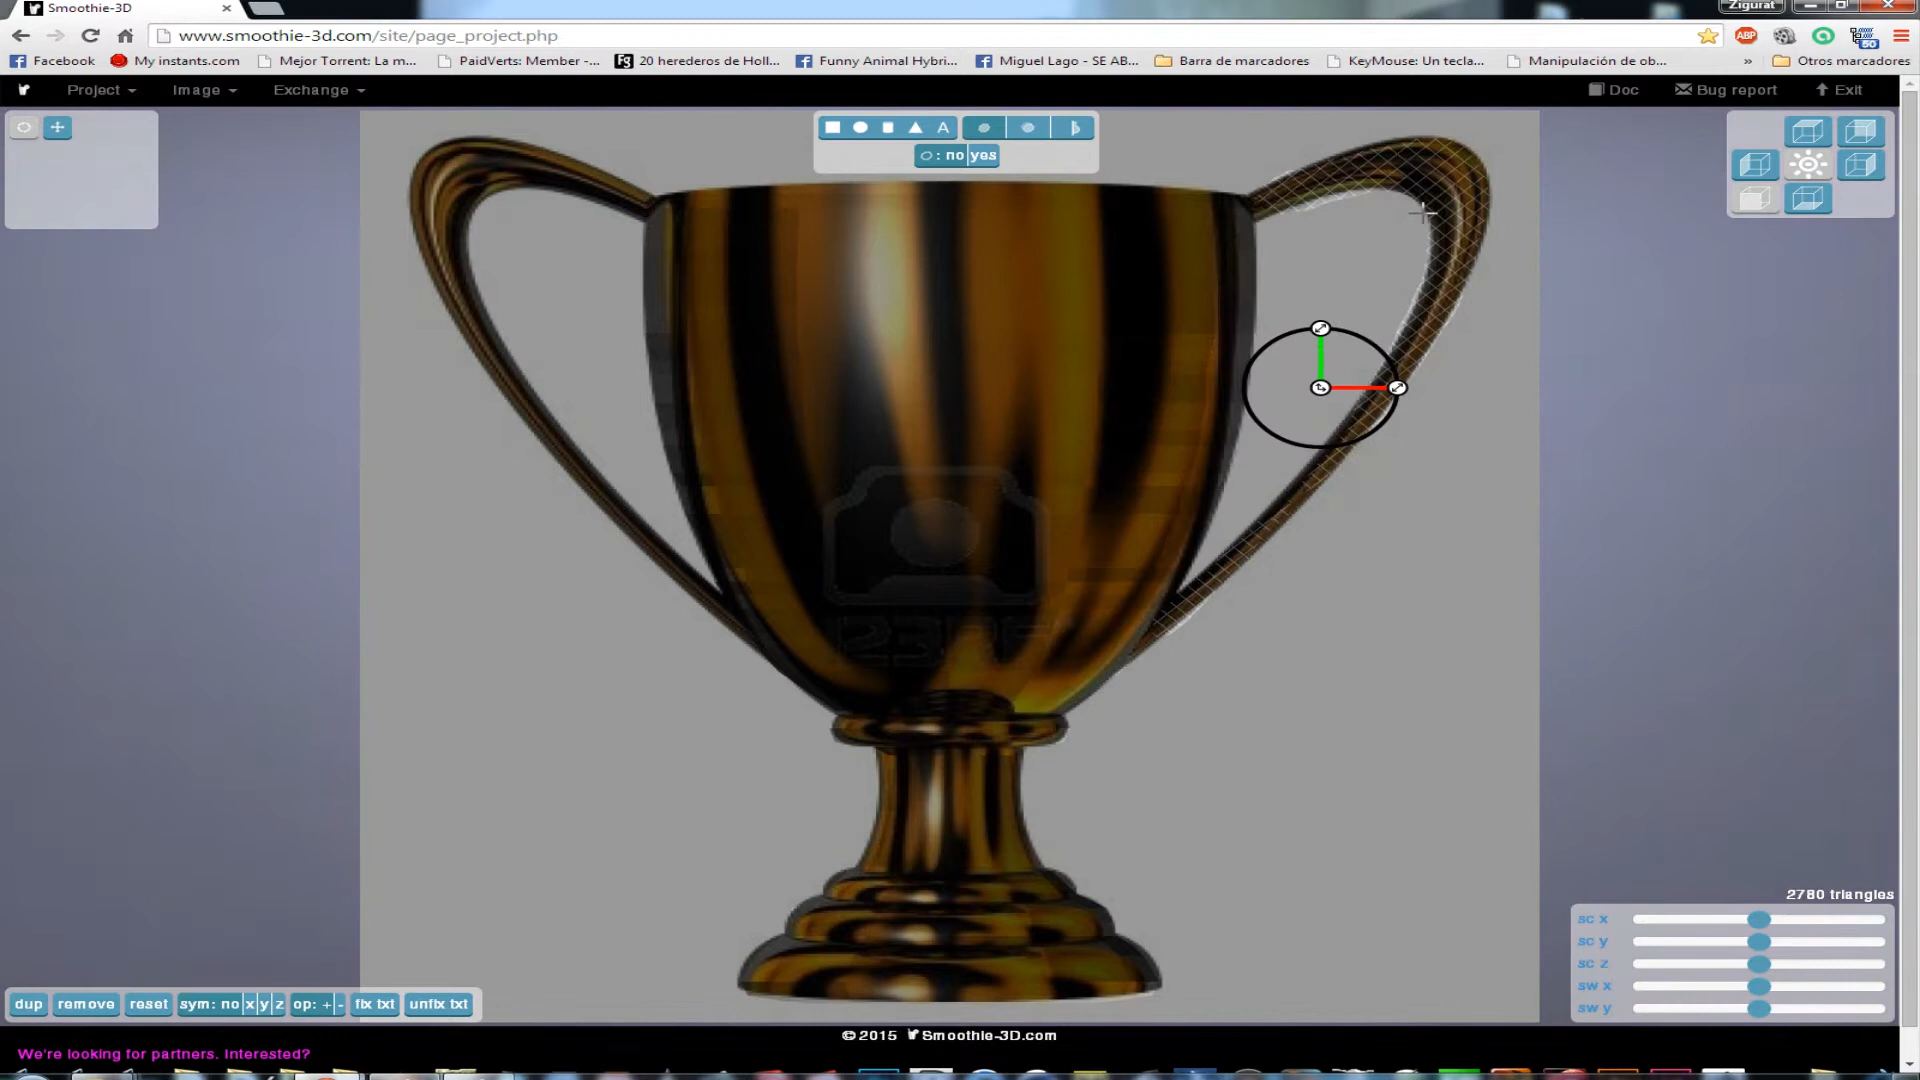 Smoothie-3D
Zigurat
www.smoothie-3d.com/site/page_project.php
ABP
50
Facebook
My instants.com
Mejor Torrent: La m...
PaidVerts: Member -...
Fg 20 herederos de Holl...
Funny Animal Hybri...
Miguel Lago - SE AB...
Barra de marcadores
KeyMouse: Un tecla...
Manipulación de ob...
»
Otros marcadores
Project
Image
Exchange
Doc
Bug report
Exit
A
: no|yes
2780 triangles
sc x
sc y
sc z
sw x
sw y
dup
remove
reset
sym: no|x|y|z
op: +|-
fix txt
unfix txt
© 2015 Smoothie-3D.com
We're looking for partners. Interested?